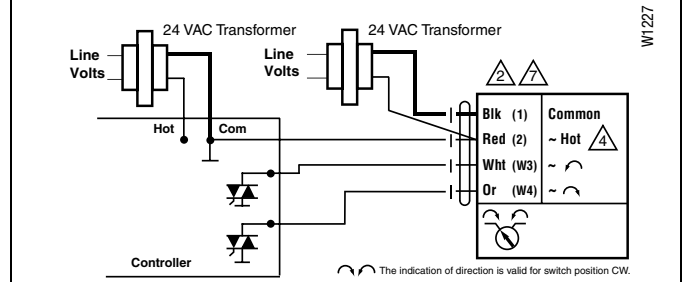 W1227
24 VAC Transformer
24 VAC Transformer
Line
Volts
Line
Volts
2
7
Hot
Com
Blk (1) Common
Red (2) ~ Hot 4
Wht (W3) ~
Or (W4) ~
Controller
The indication of direction is valid for switch position CW.